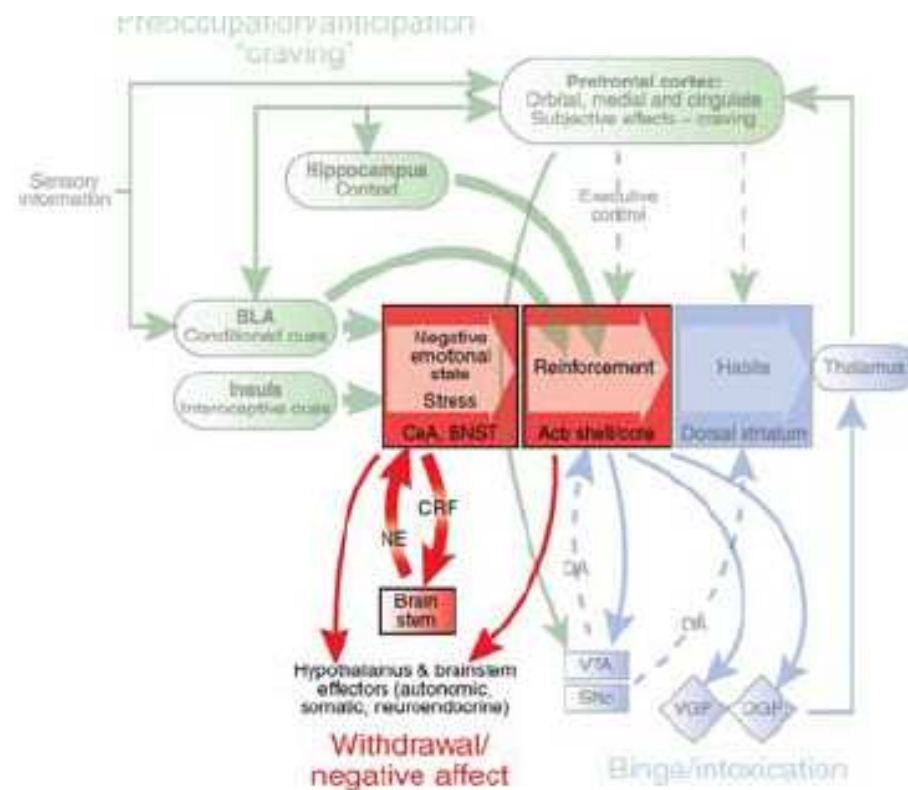 Preoccupation/anticipation
"craving"
Prefrontal cortex:
Orbital, medial and cingulate
Subjective effects – craving
Hippocampus
Context
Sensory
information
Executive
control
BLA
Conditioned cues
Insula
Interoceptive cues
Negative
emotional
state
Stress
CeA, BNST
Reinforcement
Acb shell/core
Habits
Dorsal striatum
Thalamus
NE
CRF
Brain
stem
DA
DA
VTA
SNc
VGP
DGP
Hypothalamus & brainstem
effectors (autonomic,
somatic, neuroendocrine)
Withdrawal/
negative affect
Binge/intoxication